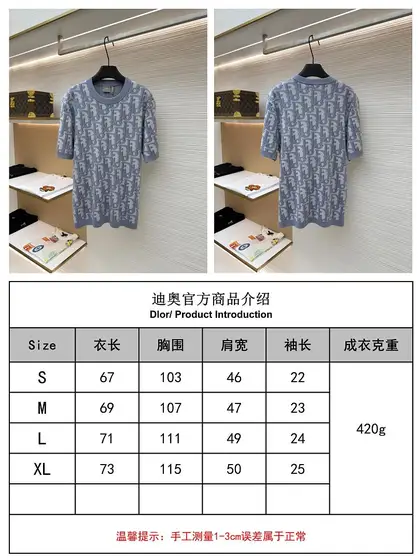 迪奥官方商品介绍
DIor/ Product Introduction
Size 衣长 胸围 肩宽 袖长 成衣克重
S 67 103 46 22 420g
M 69 107 47 23
L 71 111 49 24
XL 73 115 50 25
温馨提示：手工测量1-3cm误差属于正常